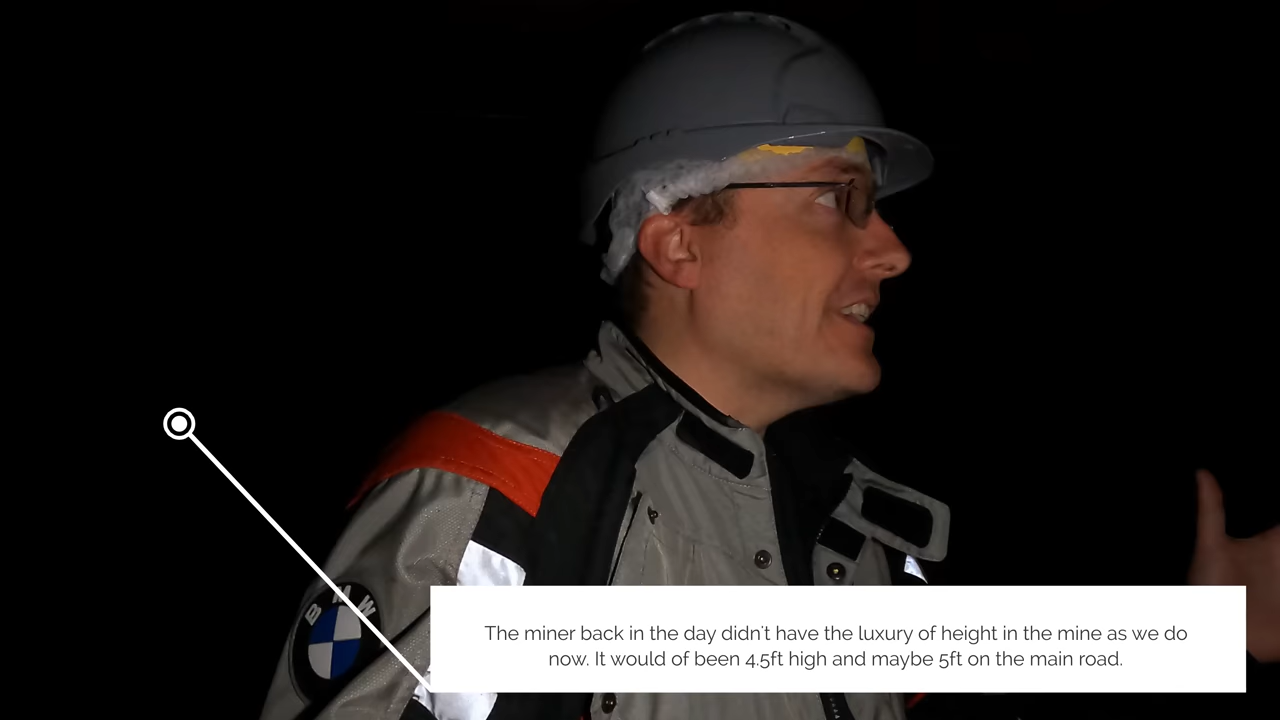 BMW
The miner back in the day didn't have the luxury of height in the mine as we do
now. It would of been 4.5ft high and maybe 5ft on the main road.